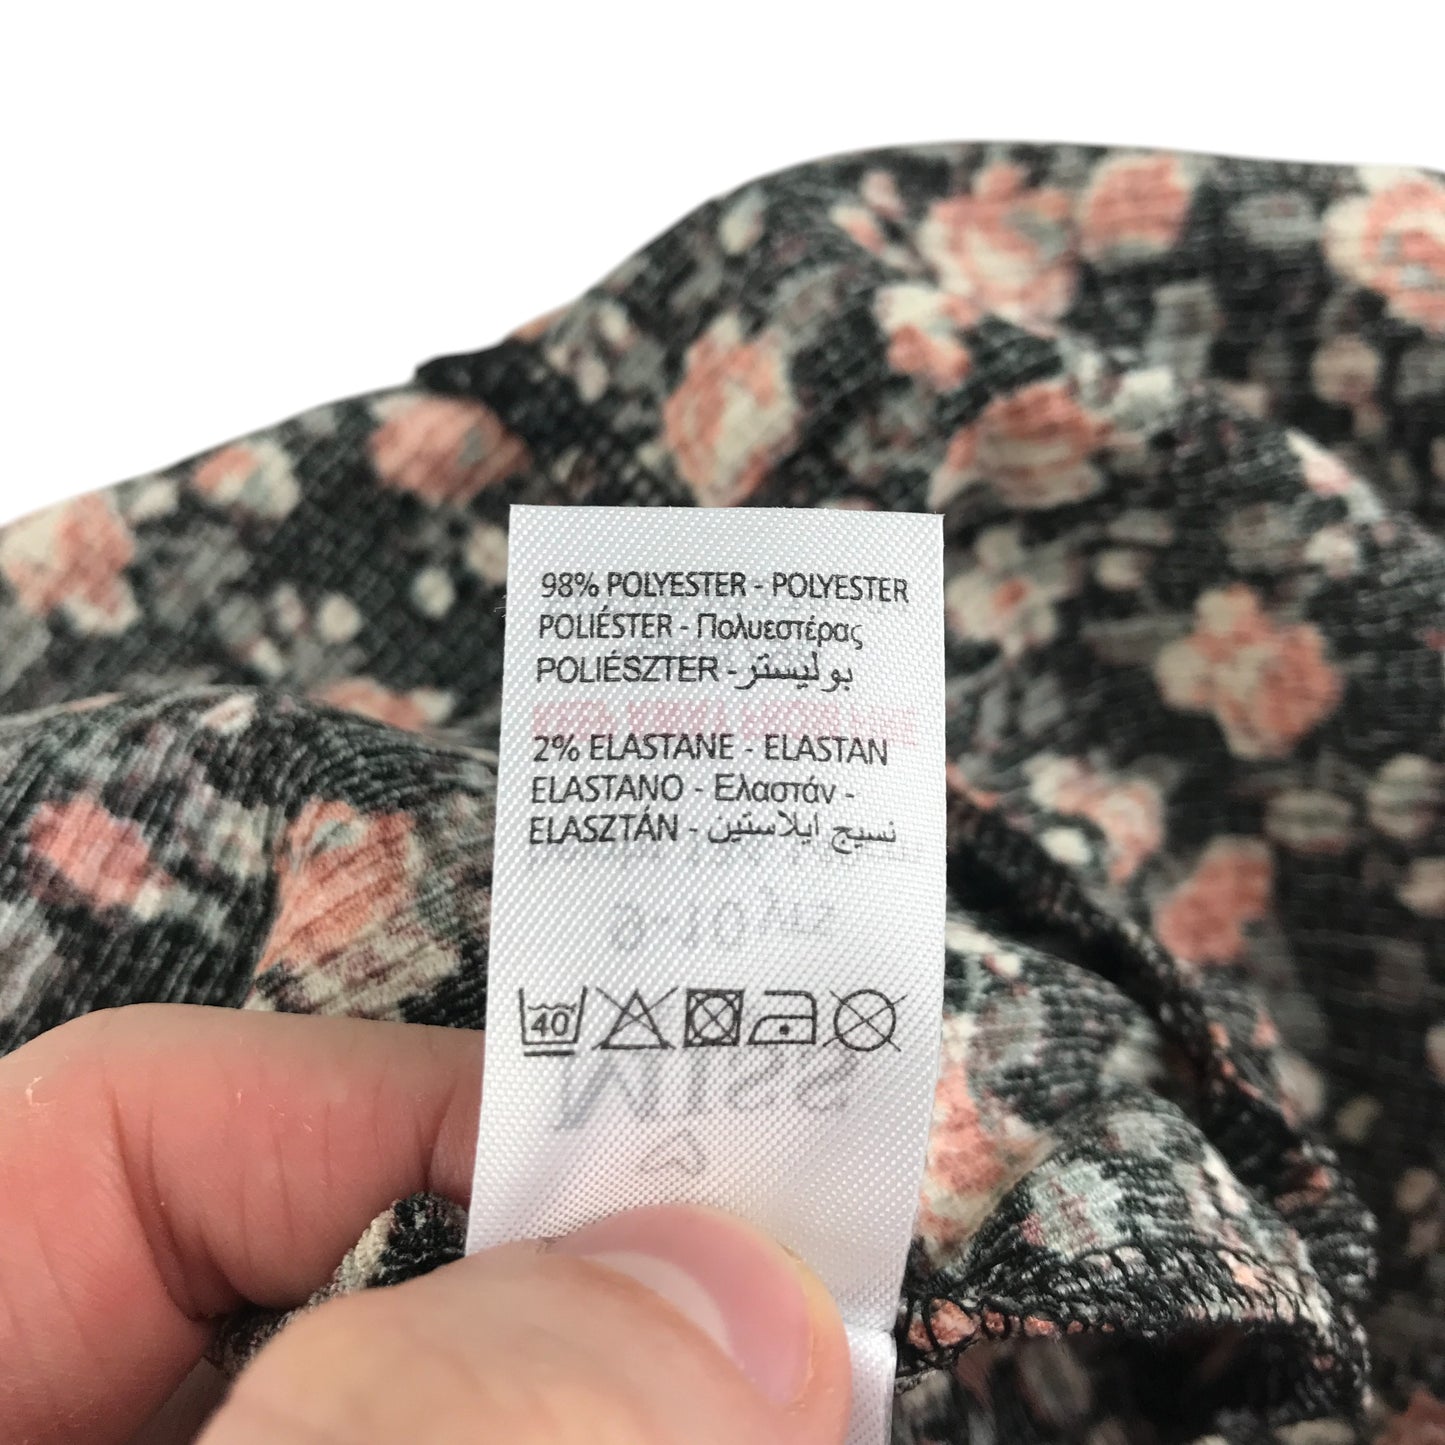 98% POLYESTER - POLYESTER
POLIÉSTER - Πολυεστέρας
POLIÉSZTER - بوليستر
2% ELASTANE - ELASTAN
ELASTANO - Ελαστάν -
ELASZTÁN - نسيج ايلاستين
40